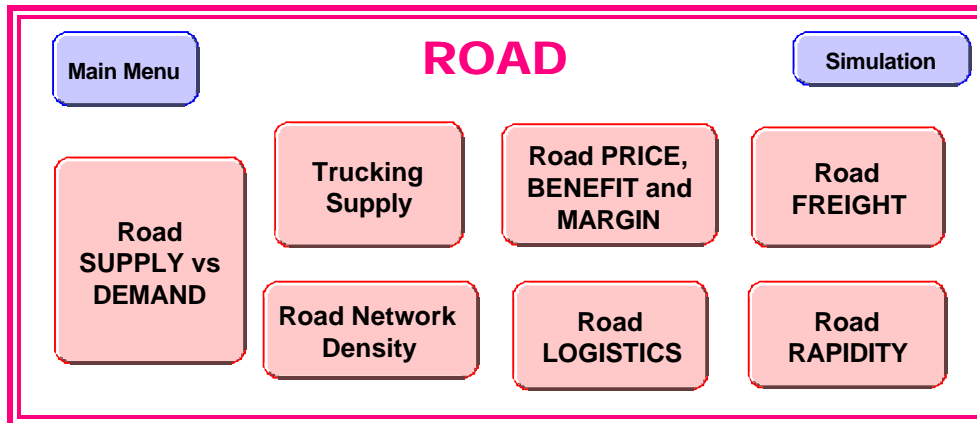 Main Menu
ROAD
Simulation
Road
SUPPLY vs
DEMAND
Trucking
Supply
Road PRICE,
BENEFIT and
MARGIN
Road
FREIGHT
Road Network
Density
Road
LOGISTICS
Road
RAPIDITY